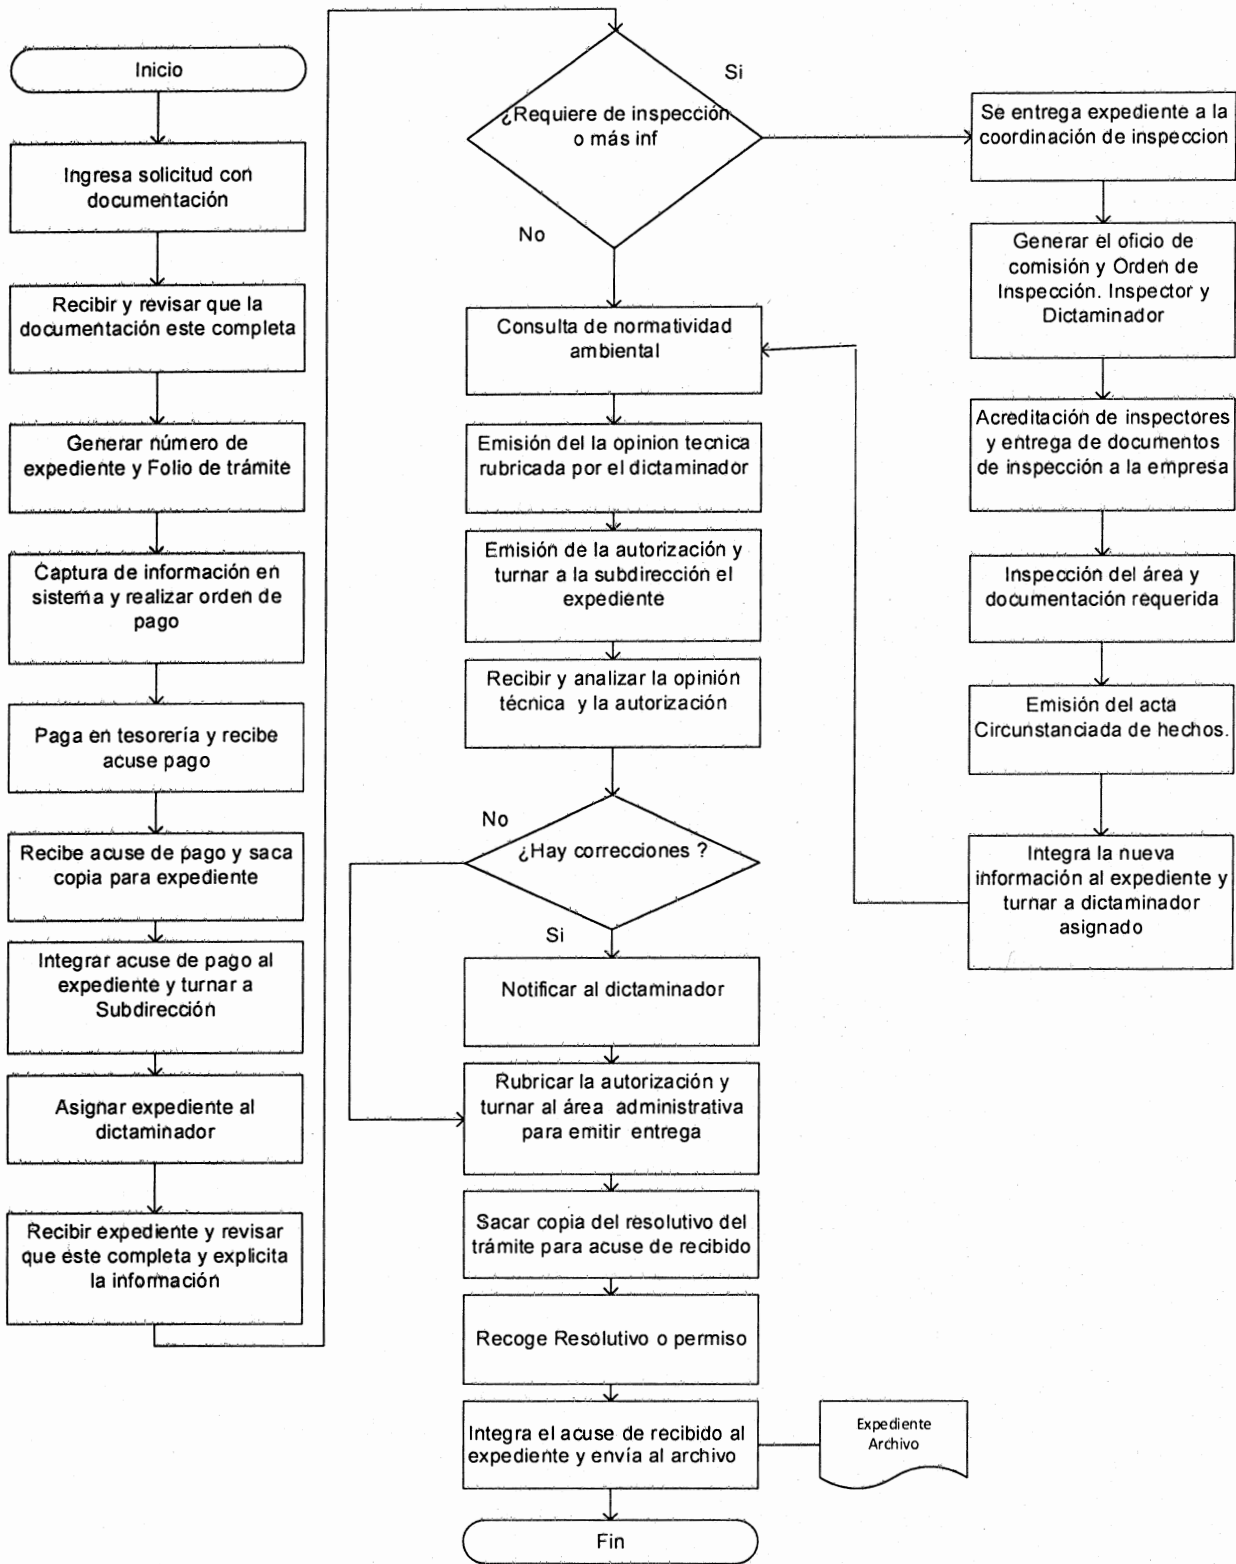 Inicio
Ingresa solicitud con
documentación
Recibir y revisar que la
documentación este completa
Generar número de
expediente y Folio de trámite
Captura de información en
sistema y realizar orden de
pago
Paga en tesorería y recibe
acuse pago
Recibe acuse de pago y saca
copia para expediente
Integrar acuse de pago al
expediente y turnar a
Subdirección
Asignar expediente al
dictaminador
Recibir expediente y revisar
que este completa y explicita
la información
¿Requiere de inspección
o más inf
Si
No
Consulta de normatividad
ambiental
Emisión del la opinion tecnica
rubricada por el dictaminador
Emisión de la autorización y
turnar a la subdirección el
expediente
Recibir y analizar la opinión
técnica y la autorización
No
¿Hay correcciones ?
Si
Notificar al dictaminador
Rubricar la autorización y
turnar al área administrativa
para emitir entrega
Sacar copia del resolutivo del
trámite para acuse de recibido
Recoge Resolutivo o permiso
Integra el acuse de recibido al
expediente y envía al archivo
Expediente
Archivo
Fin
Se entrega expediente a la
coordinación de inspeccion
Generar el oficio de
comisión y Orden de
Inspección. Inspector y
Dictaminador
Acreditación de inspectores
y entrega de documentos
de inspección a la empresa
Inspección del área y
documentación requerida
Emisión del acta
Circunstanciada de hechos.
Integra la nueva
información al expediente y
turnar a dictaminador
asignado